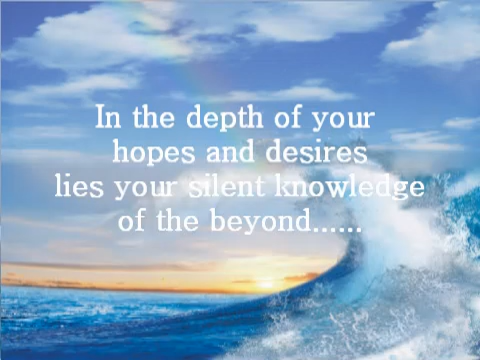 In the depth of your
hopes and desires
lies your silent knowledge
of the beyond......